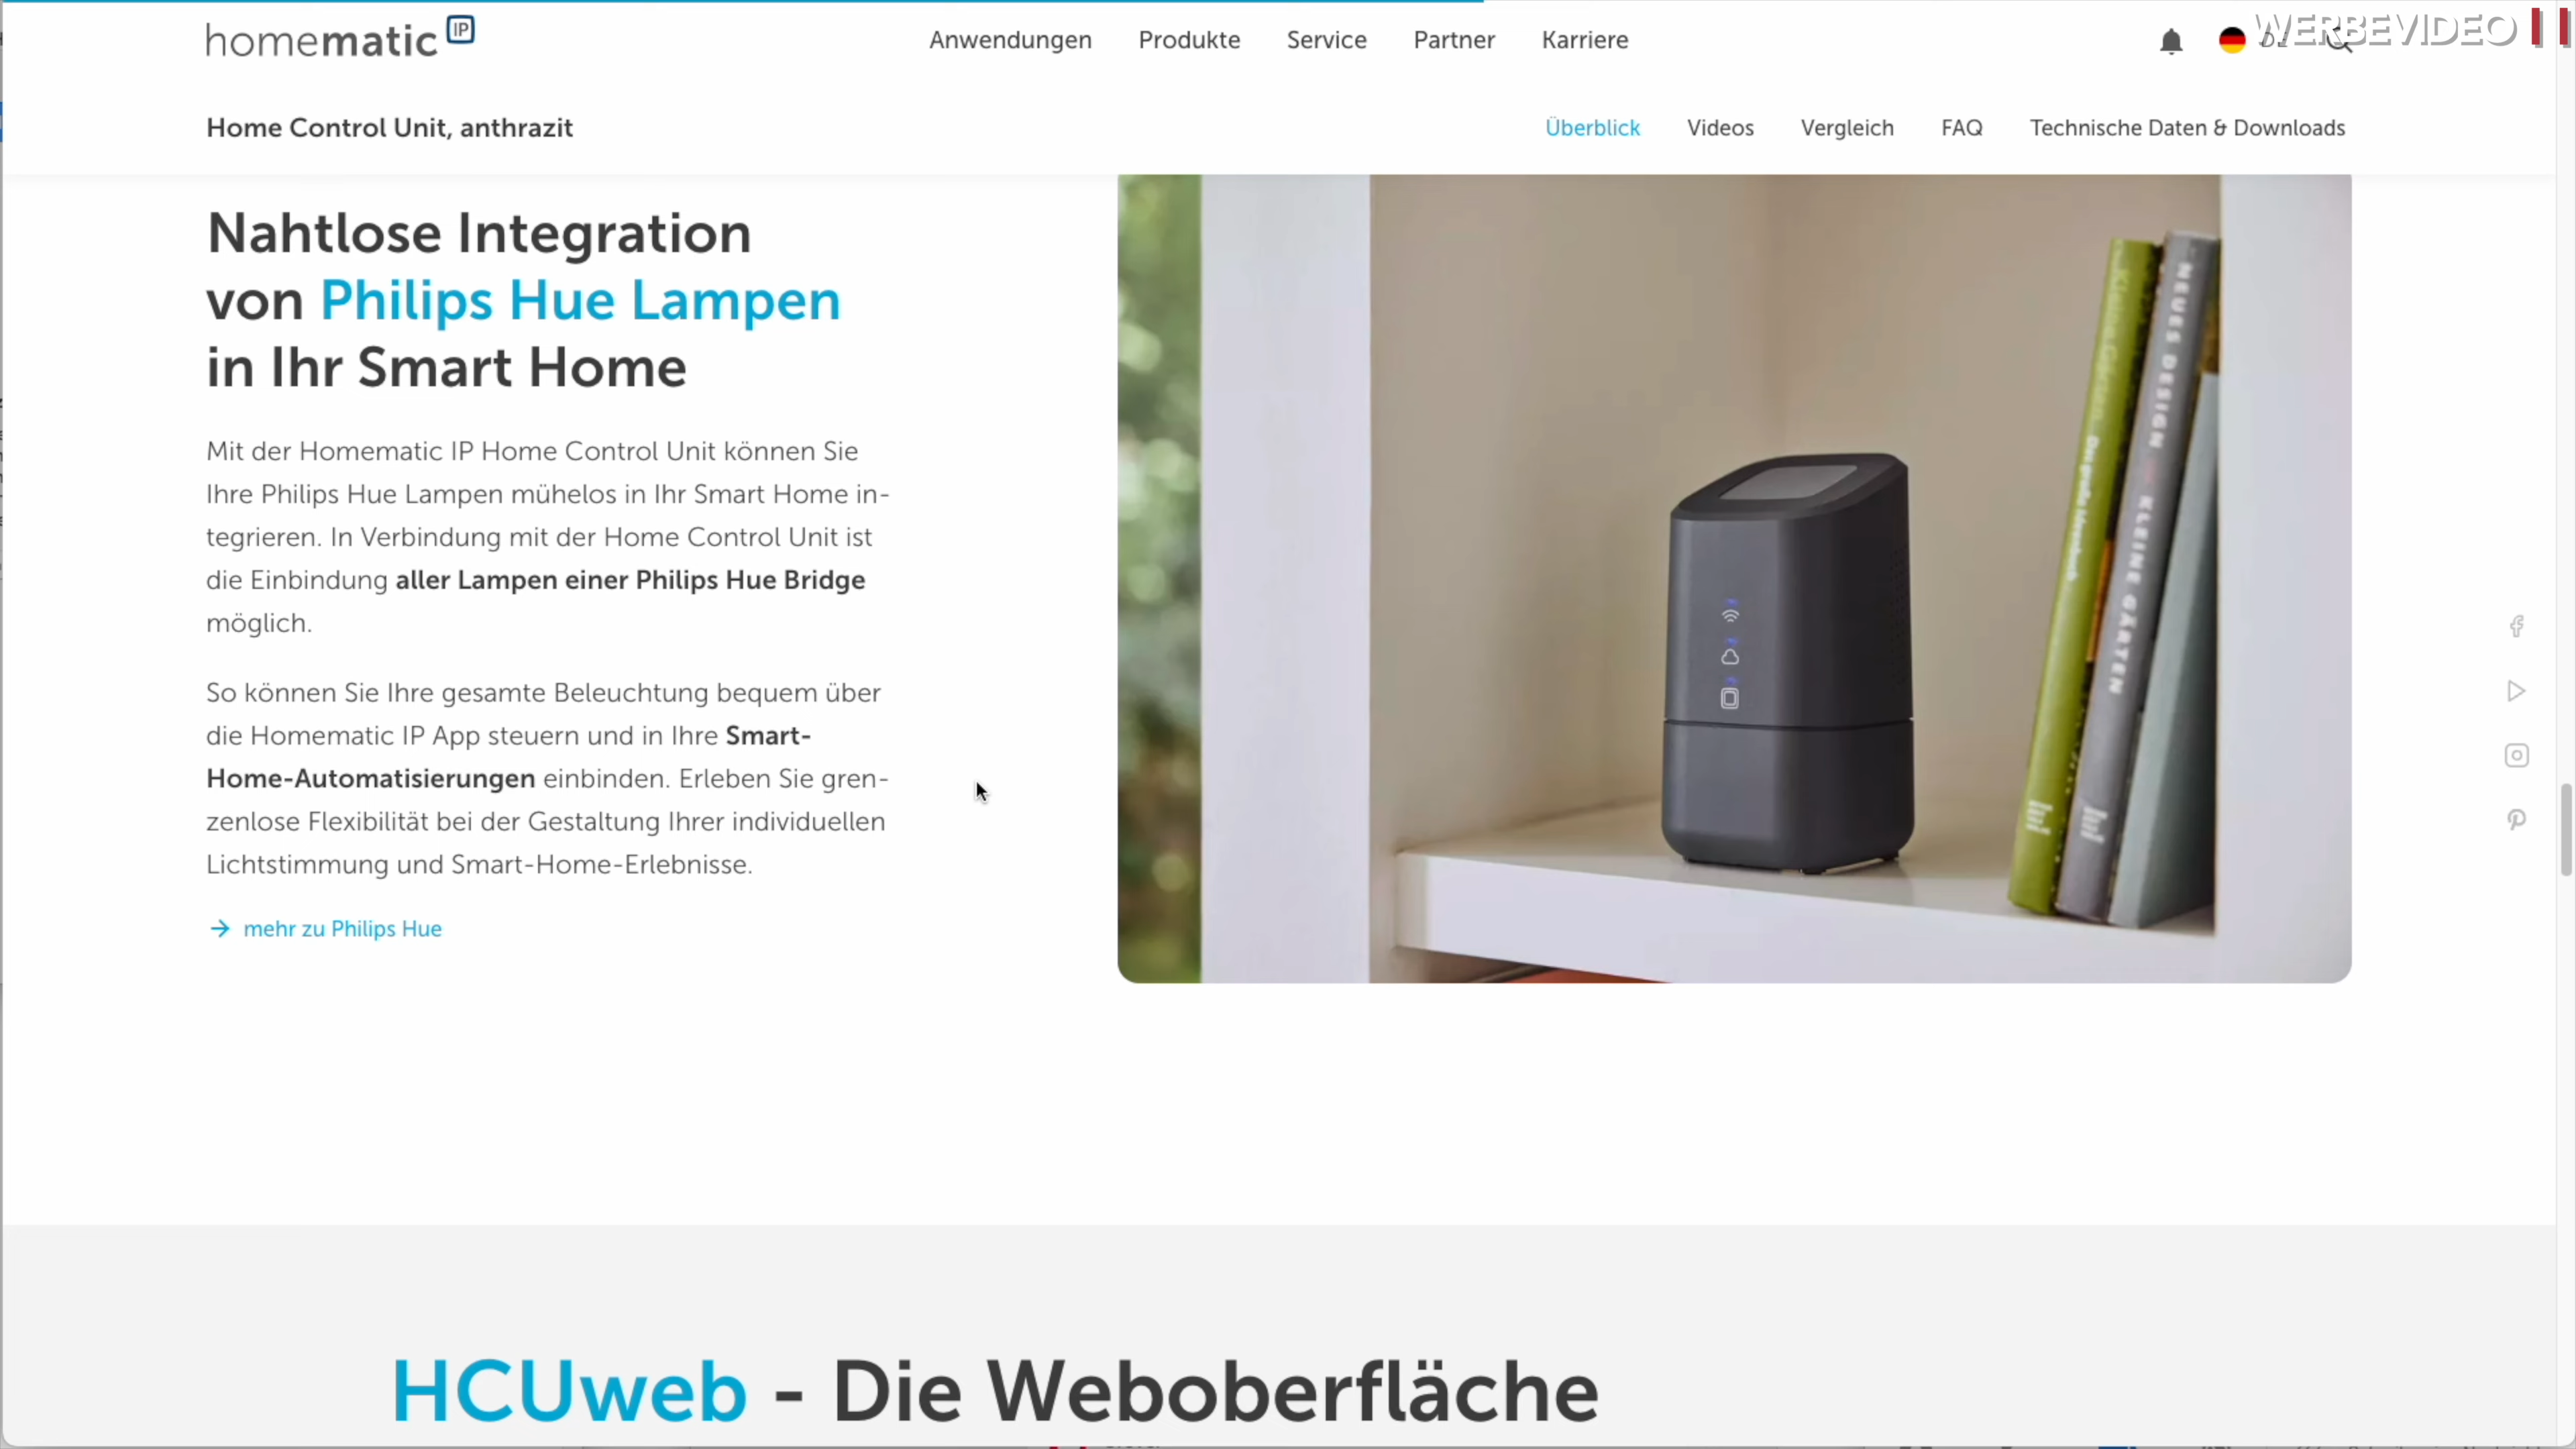 homematic IP
Anwendungen
Produkte
Service
Partner
Karriere
WERBEVIDEO
Home Control Unit, anthrazit
Überblick
Videos
Vergleich
FAQ
Technische Daten & Downloads
Nahtlose Integration
von Philips Hue Lampen
in Ihr Smart Home
Mit der Homematic IP Home Control Unit können Sie
Ihre Philips Hue Lampen mühelos in Ihr Smart Home in-
tegrieren. In Verbindung mit der Home Control Unit ist
die Einbindung aller Lampen einer Philips Hue Bridge
möglich.
So können Sie Ihre gesamte Beleuchtung bequem über
die Homematic IP App steuern und in Ihre Smart-
Home-Automatisierungen einbinden. Erleben Sie gren-
zenlose Flexibilität bei der Gestaltung Ihrer individuellen
Lichtstimmung und Smart-Home-Erlebnisse.
mehr zu Philips Hue
NEUES DESIGN KLEINE GÄRTEN
HCUweb - Die Weboberfläche